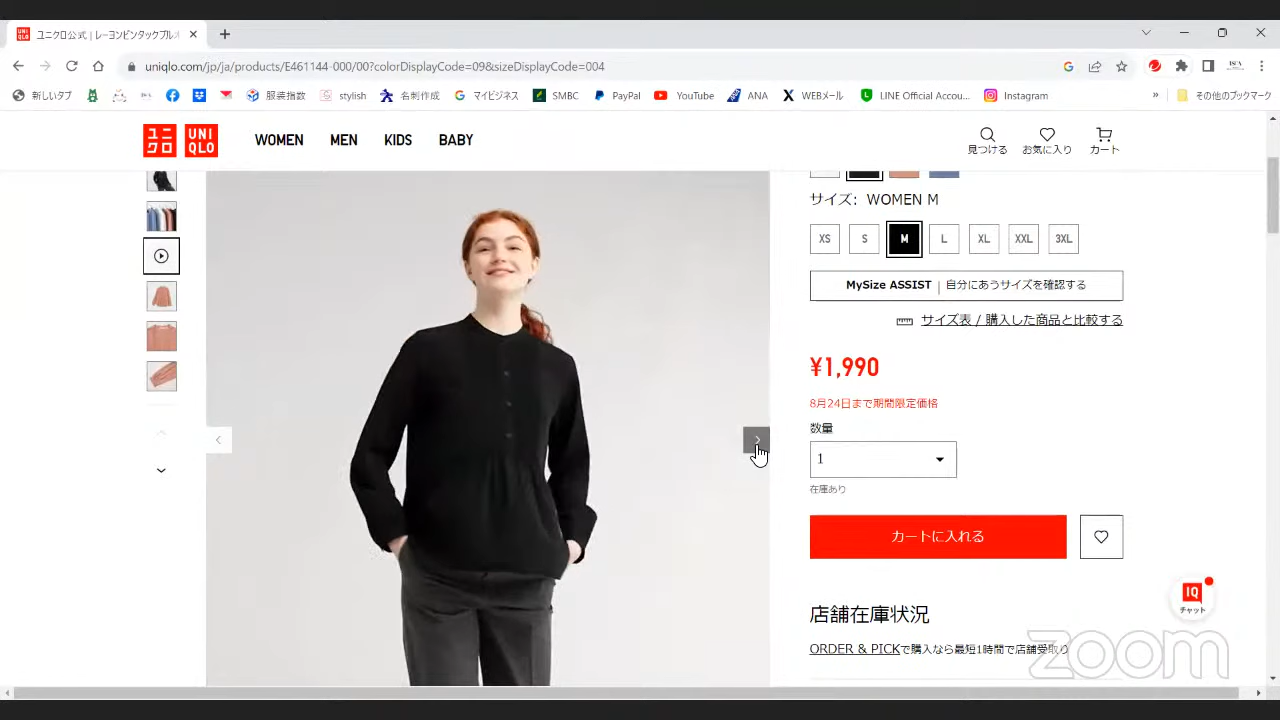 ユニクロ公式 | レーヨンピンタックブルオ
uniqlo.com/jp/ja/products/E461144-000/00?colorDisplayCode=09&sizeDisplayCode=004
新しいタブ 服装指数 stylish 名刺作成 マイビジネス SMBC PayPal YouTube ANA WEBメール LINE Official Accou... Instagram » その他のブックマーク
ユニクロ UNIQLO WOMEN MEN KIDS BABY 見つける お気に入り カート
サイズ: WOMEN M
XS S M L XL XXL 3XL
MySize ASSIST | 自分にあうサイズを確認する
サイズ表 / 購入した商品と比較する
¥1,990
8月24日まで期間限定価格
数量
1
在庫あり
カートに入れる
IQ
チャット
店舗在庫状況
ORDER & PICKで購入なら最短1時間で店舗受取り
zoom